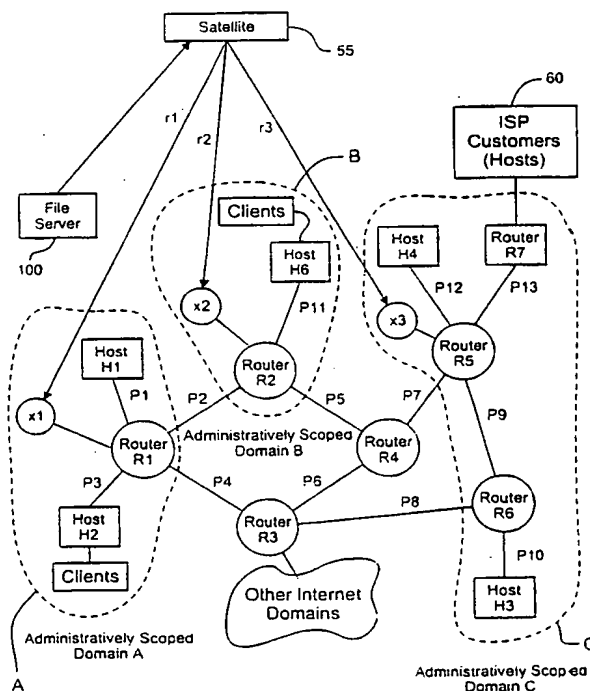 Satellite
55
r1
r2
r3
60
ISP
Customers
(Hosts)
B
File
Server
100
Clients
Host
H6
Host
H4
Router
R7
x2
P11
P12
P13
x3
Host
H1
Router
R2
Router
R5
P1
P2
P5
P7
x1
Administratively Scoped
Domain B
P9
Router
R1
Router
R4
P3
P4
P6
P8
Host
H2
Router
R3
Router
R6
Clients
P10
Other Internet
Domains
Host
H3
Administratively Scoped
Domain A
A
C
Administratively Scoped
Domain C